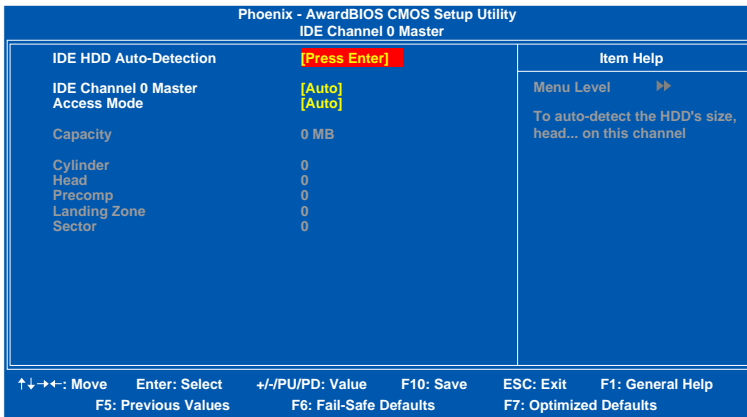 Phoenix - AwardBIOS CMOS Setup Utility
IDE Channel 0 Master
IDE HDD Auto-Detection [Press Enter]
IDE Channel 0 Master [Auto]
Access Mode [Auto]
Capacity 0 MB
Cylinder 0
Head 0
Precomp 0
Landing Zone 0
Sector 0
Item Help
Menu Level ▶▶
To auto-detect the HDD's size,
head... on this channel
↑↓→←: Move Enter: Select +/-/PU/PD: Value F10: Save ESC: Exit F1: General Help
F5: Previous Values F6: Fail-Safe Defaults F7: Optimized Defaults